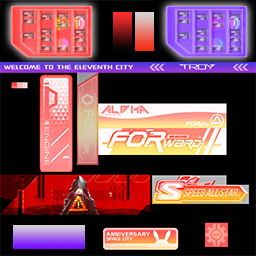 WELCOME TO THE ELEVENTH CITY
TROY
ENGINE
ALPHA
FORWARD
SPEED ALL STAR
ANNIVERSARY
SPACE CITY